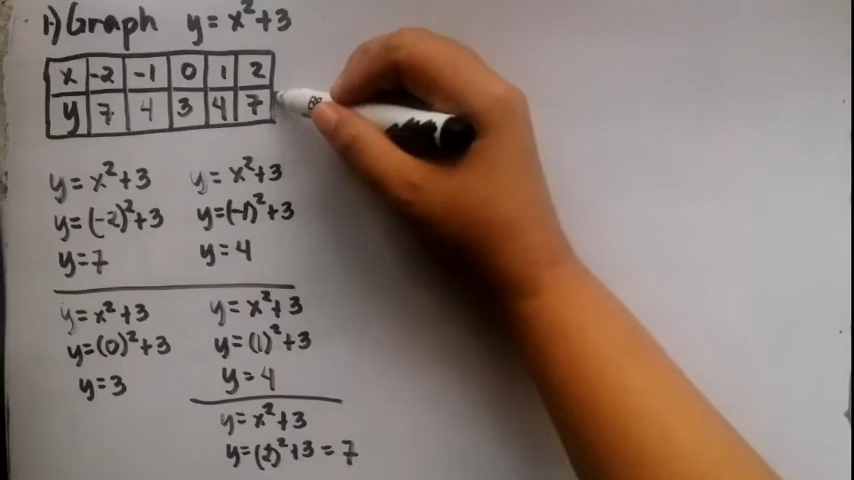 1.) Graph y = x²+3
x -2 -1 0 1 2
y 7 4 3 4 7
y = x²+3
y = (-2)²+3
y = 7
y = x²+3
y = (-1)²+3
y = 4
y = x²+3
y = (0)²+3
y = 3
y = x²+3
y = (1)²+3
y = 4
y = x²+3
y = (2)²+3 = 7